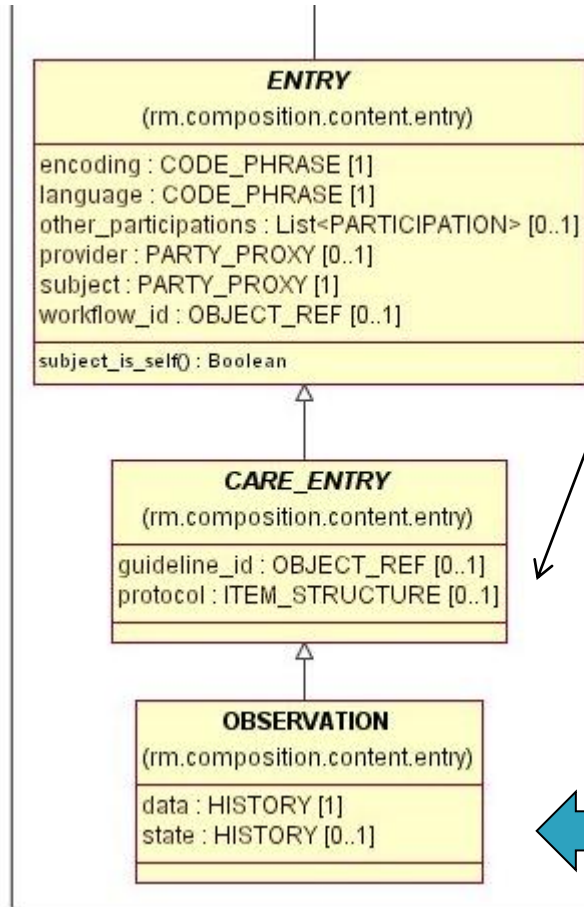 ENTRY
(rm.composition.content.entry)
encoding : CODE_PHRASE [1]
language : CODE_PHRASE [1]
other_participations : List<PARTICIPATION> [0..1]
provider : PARTY_PROXY [0..1]
subject : PARTY_PROXY [1]
workflow_id : OBJECT_REF [0..1]
subject_is_self() : Boolean
CARE_ENTRY
(rm.composition.content.entry)
guideline_id : OBJECT_REF [0..1]
protocol : ITEM_STRUCTURE [0..1]
OBSERVATION
(rm.composition.content.entry)
data : HISTORY [1]
state : HISTORY [0..1]